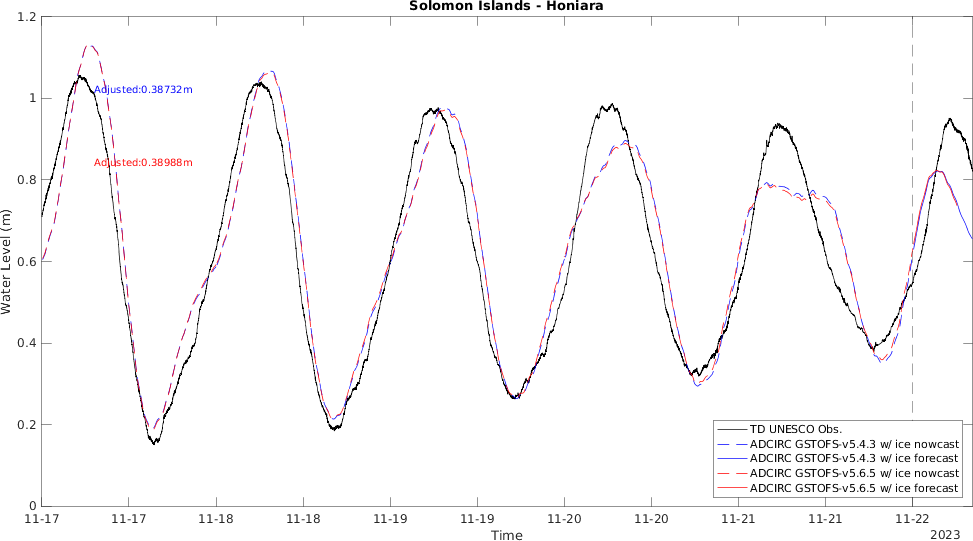 Solomon Islands - Honiara
1.2
1
0.8
0.6
0.4
0.2
0
Water Level (m)
Adjusted:0.38732m
Adjusted:0.38988m
TD UNESCO Obs.
ADCIRC GSTOFS-v5.4.3 w/ ice nowcast
ADCIRC GSTOFS-v5.4.3 w/ ice forecast
ADCIRC GSTOFS-v5.6.5 w/ ice nowcast
ADCIRC GSTOFS-v5.6.5 w/ ice forecast
11-17 11-17 11-18 11-18 11-19 11-19 11-20 11-20 11-21 11-21 11-22
Time
2023